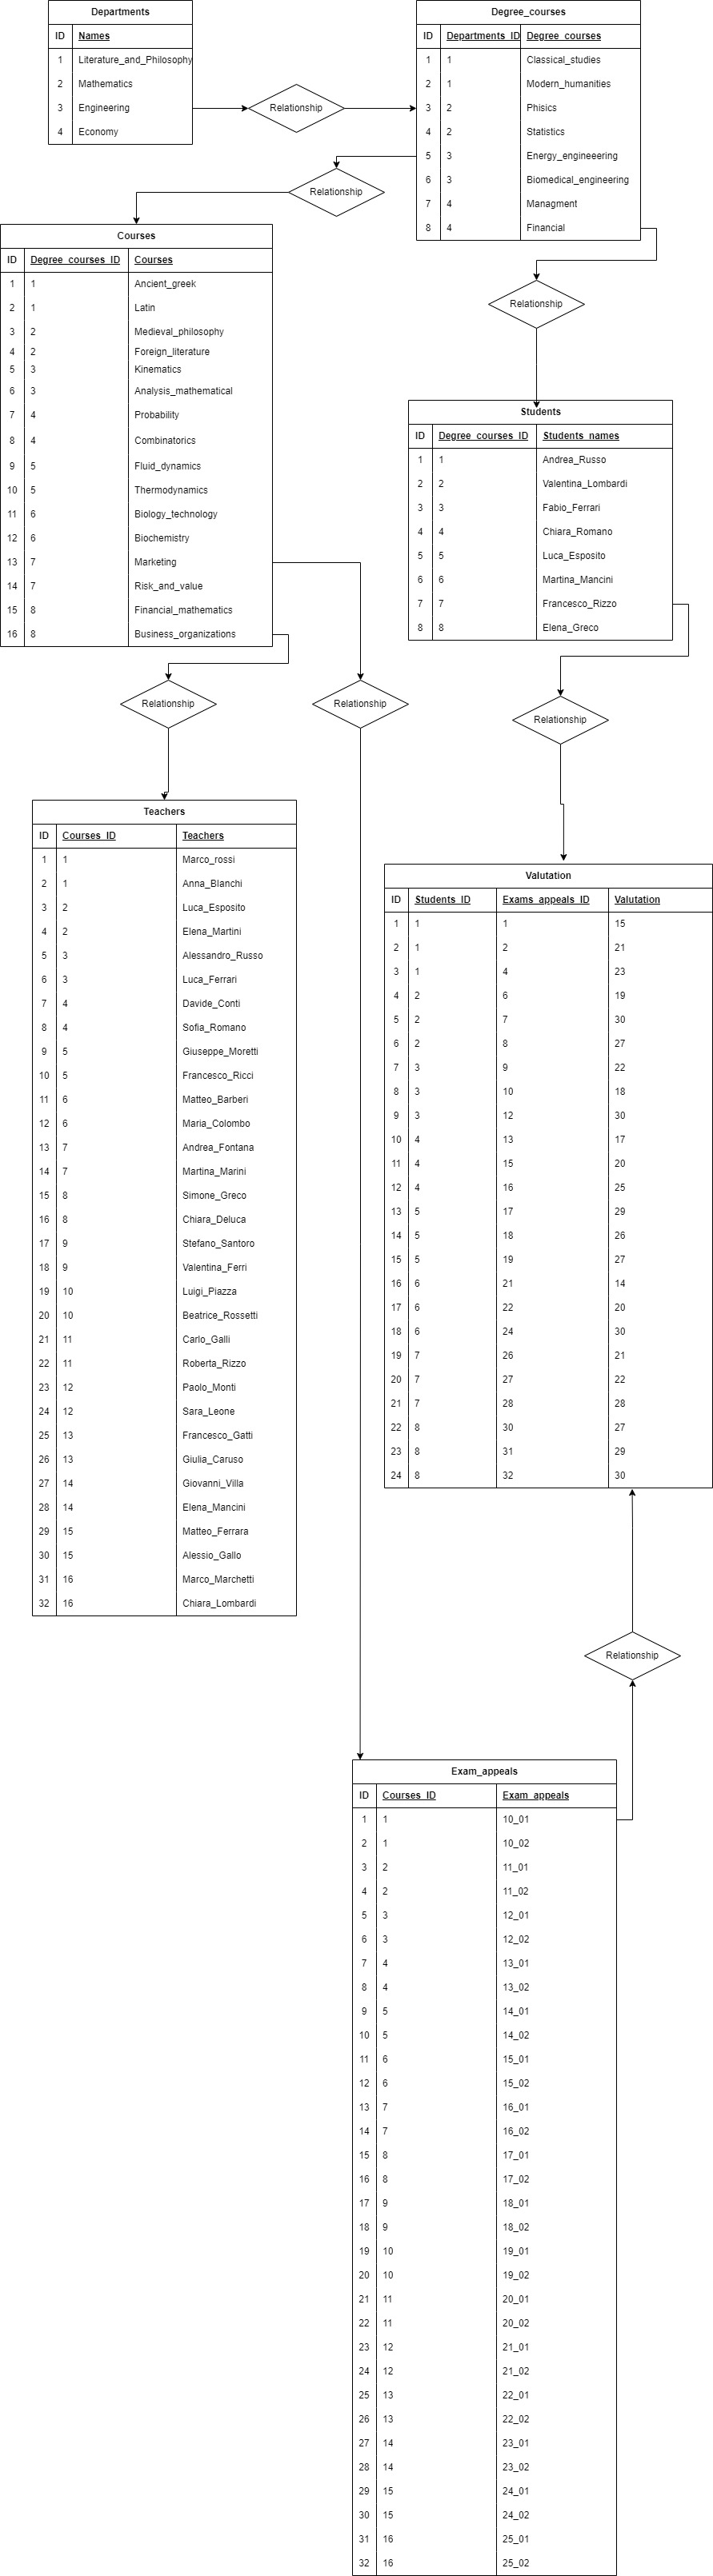 Departments
ID Names
1 Literature_and_Philosophy
2 Mathematics
3 Engineering
4 Economy
Relationship
Degree_courses
ID Departments_ID Degree_courses
1 1 Classical_studies
2 1 Modern_humanities
3 2 Phisics
4 2 Statistics
5 3 Energy_engineeering
6 3 Biomedical_engineering
7 4 Managment
8 4 Financial
Relationship
Courses
ID Degree_courses_ID Courses
1 1 Ancient_greek
2 1 Latin
3 2 Medieval_philosophy
4 2 Foreign_literature
5 3 Kinematics
6 3 Analysis_mathematical
7 4 Probability
8 4 Combinatorics
9 5 Fluid_dynamics
10 5 Thermodynamics
11 6 Biology_technology
12 6 Biochemistry
13 7 Marketing
14 7 Risk_and_value
15 8 Financial_mathematics
16 8 Business_organizations
Relationship
Students
ID Degree_courses_ID Students_names
1 1 Andrea_Russo
2 2 Valentina_Lombardi
3 3 Fabio_Ferrari
4 4 Chiara_Romano
5 5 Luca_Esposito
6 6 Martina_Mancini
7 7 Francesco_Rizzo
8 8 Elena_Greco
Relationship
Relationship
Relationship
Teachers
ID Courses_ID Teachers
1 1 Marco_rossi
2 1 Anna_BIanchi
3 2 Luca_Esposito
4 2 Elena_Martini
5 3 Alessandro_Russo
6 3 Luca_Ferrari
7 4 Davide_Conti
8 4 Sofia_Romano
9 5 Giuseppe_Moretti
10 5 Francesco_Ricci
11 6 Matteo_Barberi
12 6 Maria_Colombo
13 7 Andrea_Fontana
14 7 Martina_Marini
15 8 Simone_Greco
16 8 Chiara_Deluca
17 9 Stefano_Santoro
18 9 Valentina_Ferri
19 10 Luigi_Piazza
20 10 Beatrice_Rossetti
21 11 Carlo_Galli
22 11 Roberta_Rizzo
23 12 Paolo_Monti
24 12 Sara_Leone
25 13 Francesco_Gatti
26 13 Giulia_Caruso
27 14 Giovanni_Villa
28 14 Elena_Mancini
29 15 Matteo_Ferrara
30 15 Alessio_Gallo
31 16 Marco_Marchetti
32 16 Chiara_Lombardi
Valutation
ID Students_ID Exams_appeals_ID Valutation
1 1 1 15
2 1 2 21
3 1 4 23
4 2 6 19
5 2 7 30
6 2 8 27
7 3 9 22
8 3 10 18
9 3 12 30
10 4 13 17
11 4 15 20
12 4 16 25
13 5 17 29
14 5 18 26
15 5 19 27
16 6 21 14
17 6 22 20
18 6 24 30
19 7 26 21
20 7 27 22
21 7 28 28
22 8 30 27
23 8 31 29
24 8 32 30
Relationship
Exam_appeals
ID Courses_ID Exam_appeals
1 1 10_01
2 1 10_02
3 2 11_01
4 2 11_02
5 3 12_01
6 3 12_02
7 4 13_01
8 4 13_02
9 5 14_01
10 5 14_02
11 6 15_01
12 6 15_02
13 7 16_01
14 7 16_02
15 8 17_01
16 8 17_02
17 9 18_01
18 9 18_02
19 10 19_01
20 10 19_02
21 11 20_01
22 11 20_02
23 12 21_01
24 12 21_02
25 13 22_01
26 13 22_02
27 14 23_01
28 14 23_02
29 15 24_01
30 15 24_02
31 16 25_01
32 16 25_02